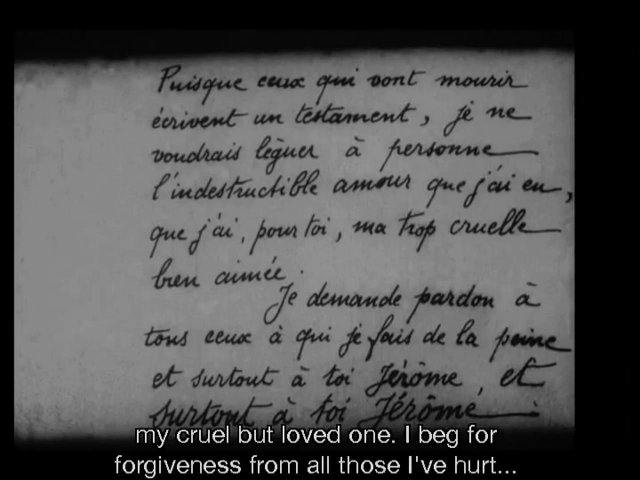 Puisque ceux qui vont mourir
écrivent un testament, je ne
voudrais léguer à personne
l'indestructible amour que j'ai eu,
que j'ai, pour toi, ma trop cruelle
bien aimée.
Je demande pardon à
tous ceux à qui je fais de la peine
et surtout à toi Jérôme, et
surtout à toi Jérôme
my cruel but loved one. I beg for
forgiveness from all those I've hurt...